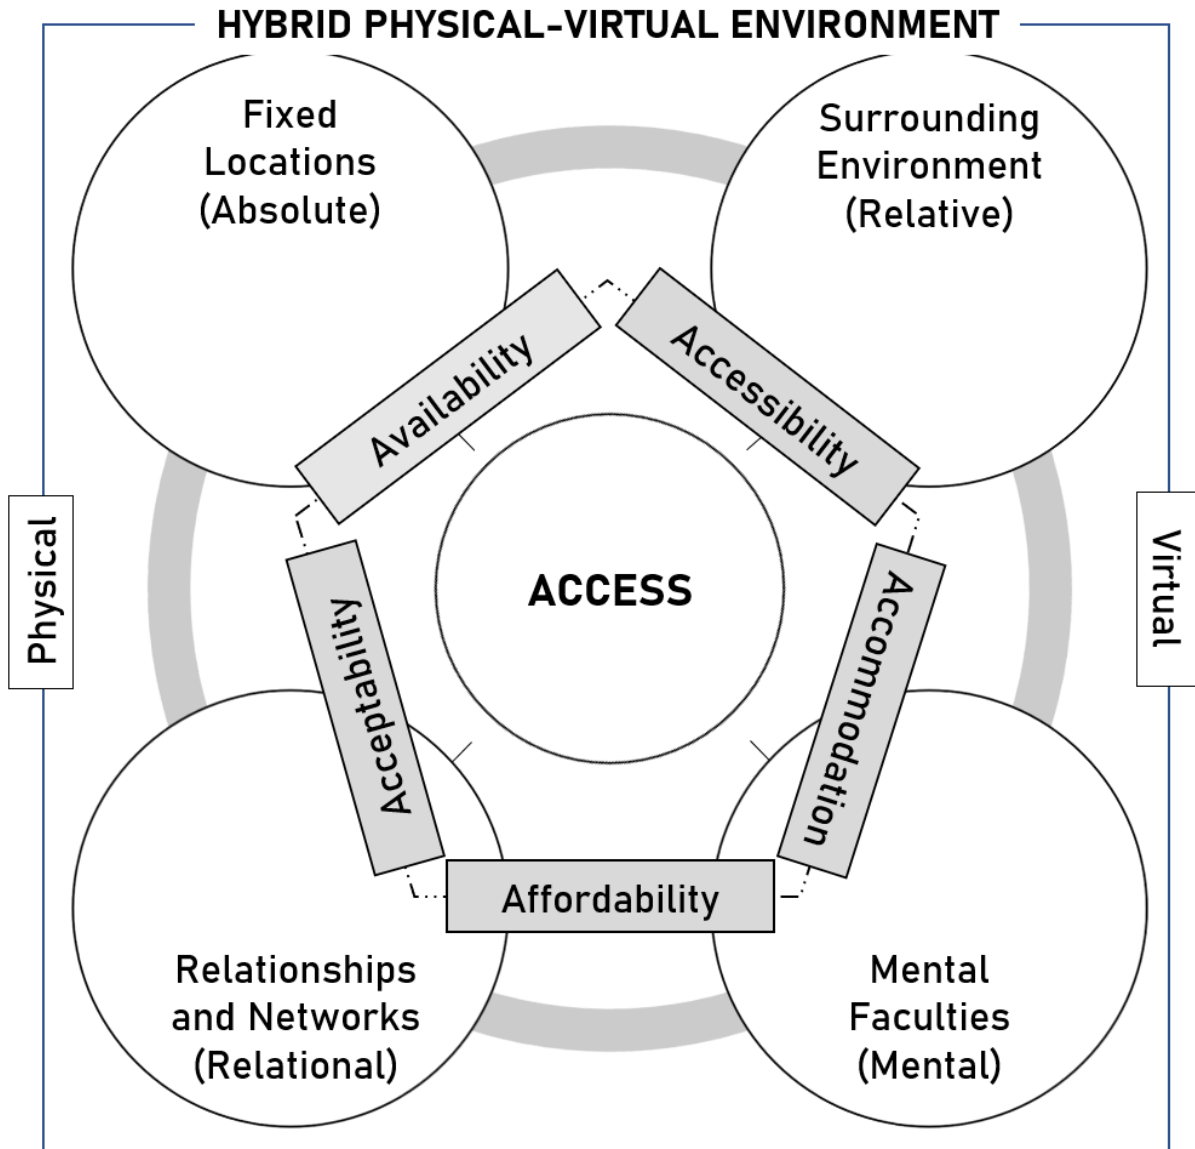 HYBRID PHYSICAL-VIRTUAL ENVIRONMENT
Fixed
Locations
(Absolute)
Surrounding
Environment
(Relative)
Availability
Accessibility
Physical
ACCESS
Virtual
Acceptability
Accommodation
Affordability
Relationships
and Networks
(Relational)
Mental
Faculties
(Mental)